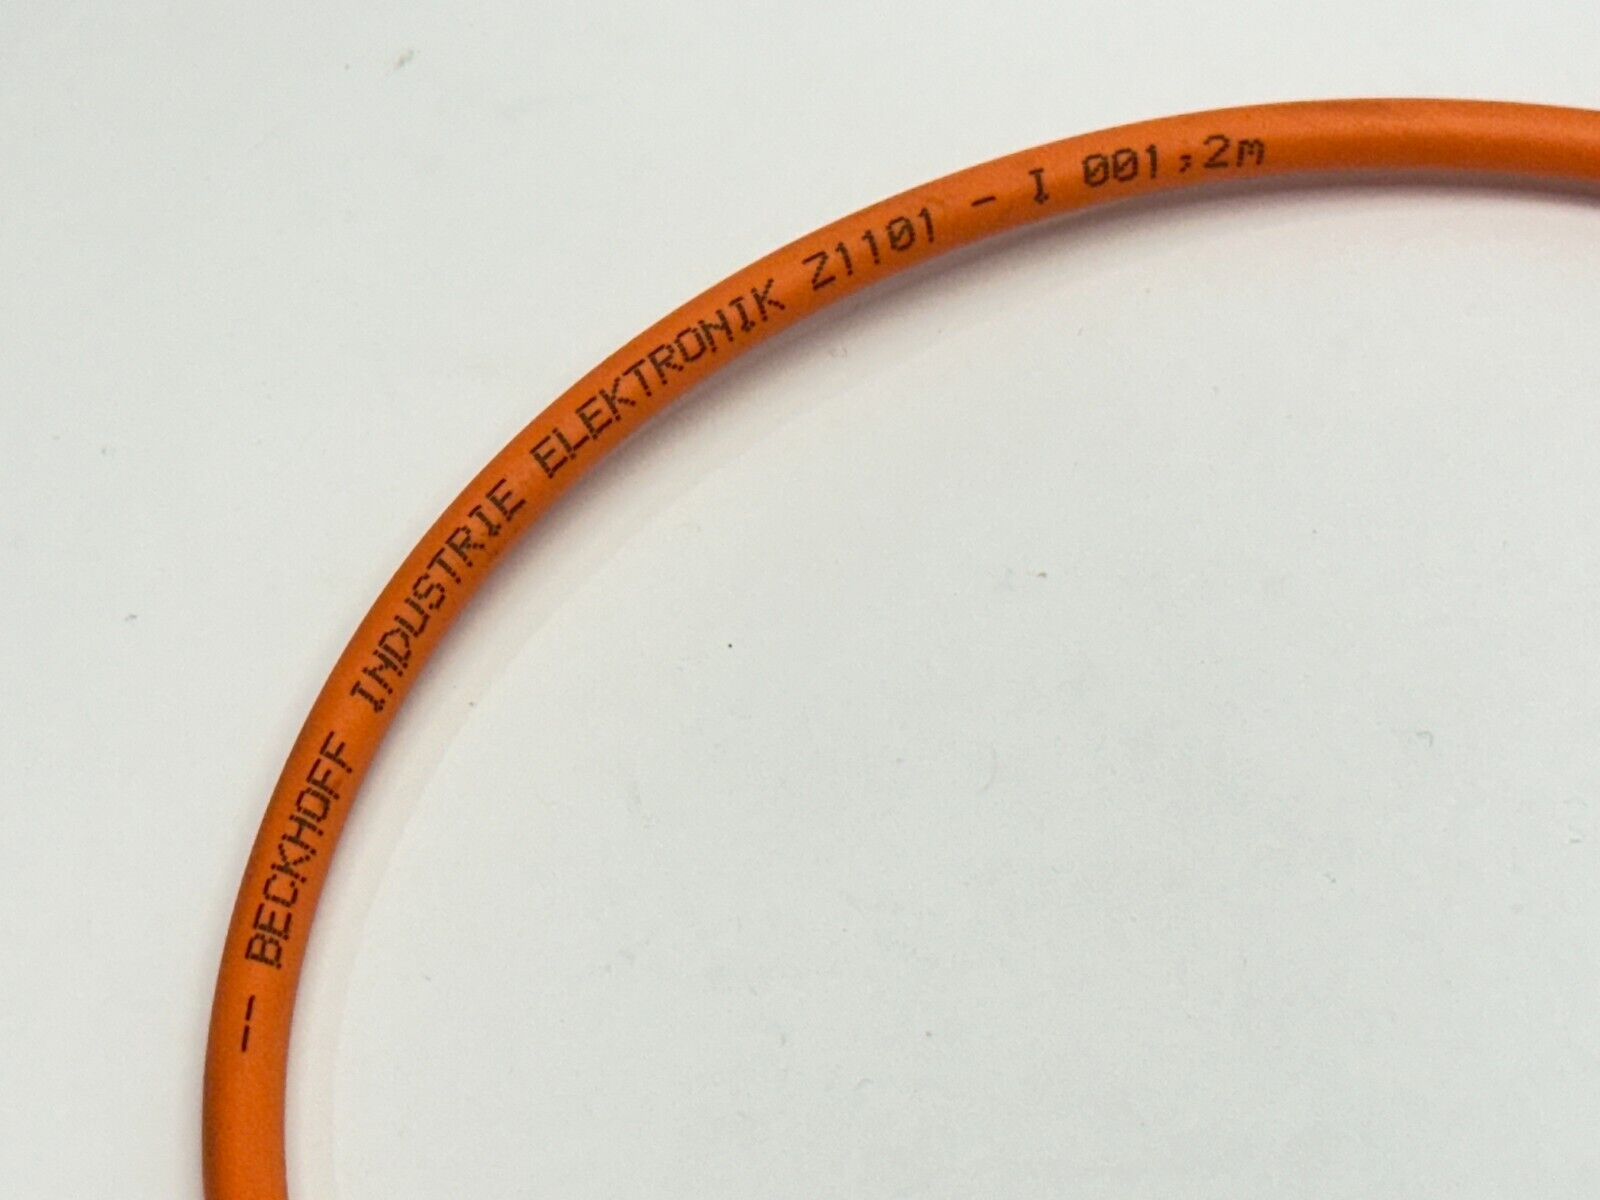 -- BECKHOFF INDUSTRIE ELEKTRONIK Z1101 - I 001,2m